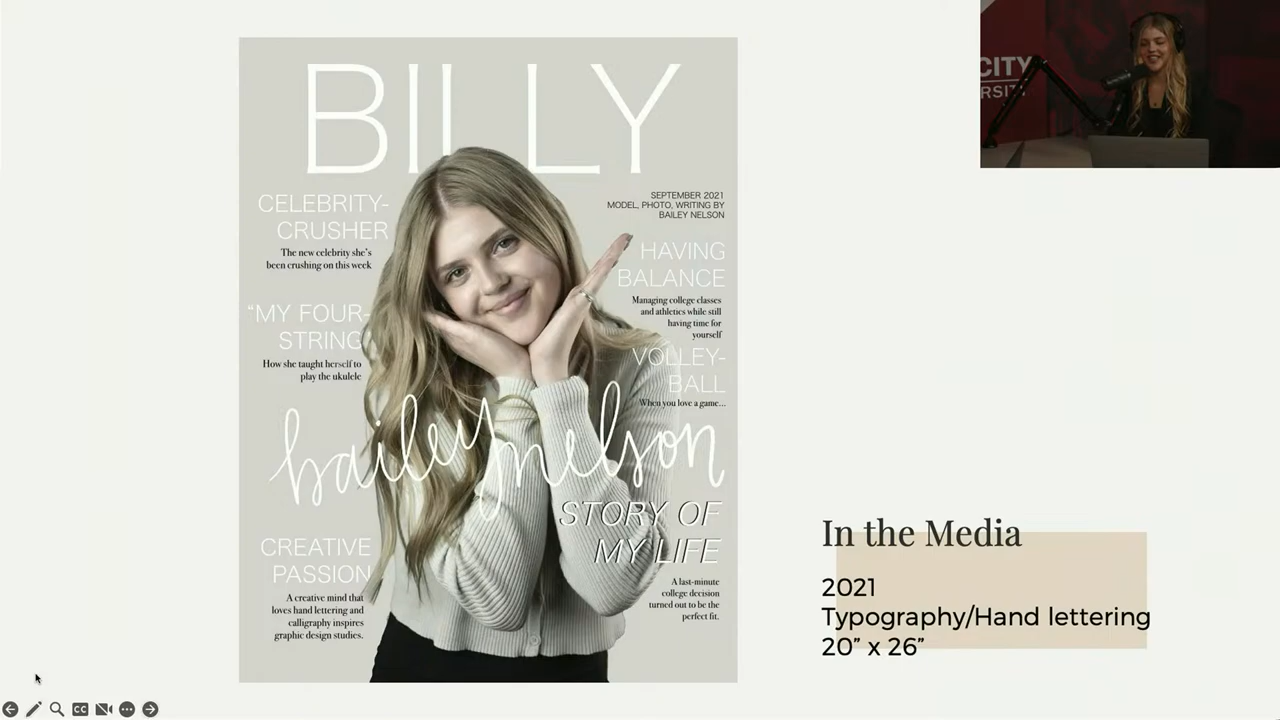 BILLY
CELEBRITY-
CRUSHER
The new celebrity she's
been crushing on this week
"MY FOUR-
STRING"
How she taught herself to
play the ukulele
SEPTEMBER 2021
MODEL, PHOTO, WRITING BY
BAILEY NELSON
HAVING
BALANCE
Managing college classes
and athletics while still
having time for
yourself
VOLLEY-
BALL
When you love a game...
bailey nelson
STORY OF
MY LIFE
A last-minute
college decision
turned out to be the
perfect fit.
CREATIVE
PASSION
A creative mind that
loves hand lettering and
calligraphy inspires
graphic design studies.
In the Media
2021
Typography/Hand lettering
20” x 26”
CITY
RSITY
CC